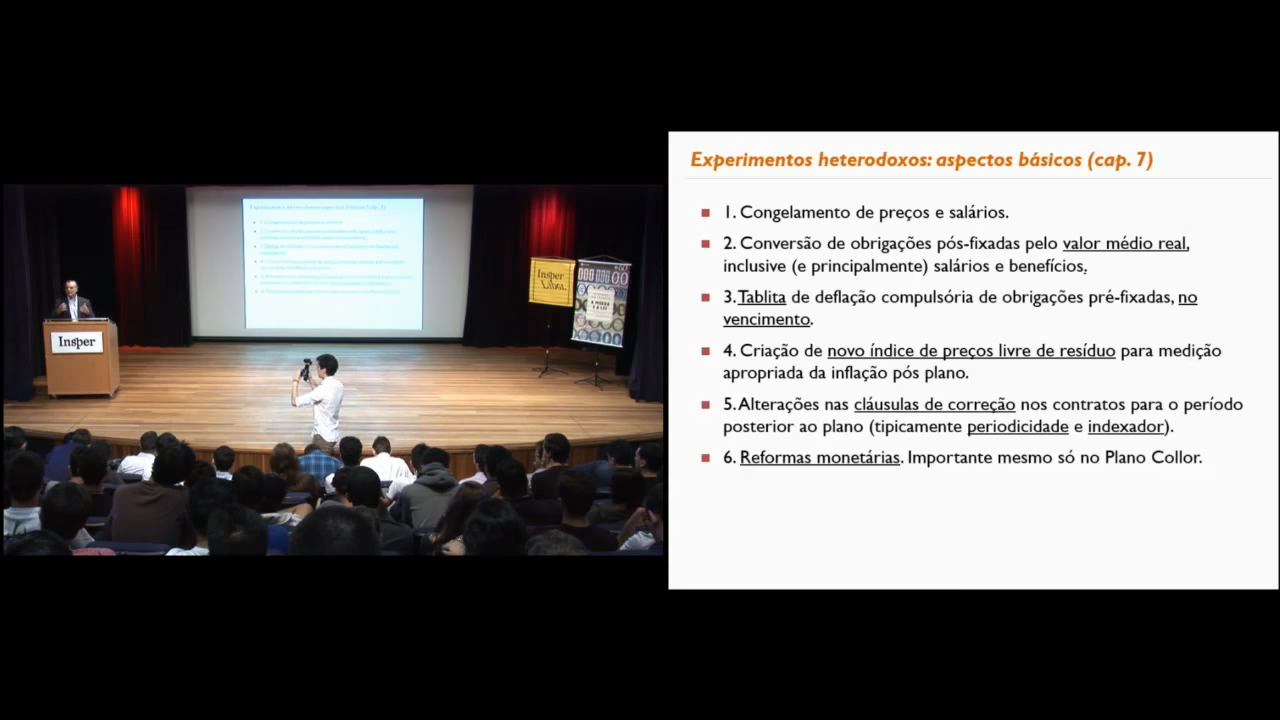 Experimentos heterodoxos: aspectos básicos (cap. 7)
1. Congelamento de preços e salários.
2. Conversão de obrigações pós-fixadas pelo valor médio real,
inclusive (e principalmente) salários e benefícios.
3. Tablita de deflação compulsória de obrigações pré-fixadas, no
vencimento.
4. Criação de novo índice de preços livre de resíduo para medição
apropriada da inflação pós plano.
5. Alterações nas cláusulas de correção nos contratos para o período
posterior ao plano (tipicamente periodicidade e indexador).
6. Reformas monetárias. Importante mesmo só no Plano Collor.
Insper
Insper